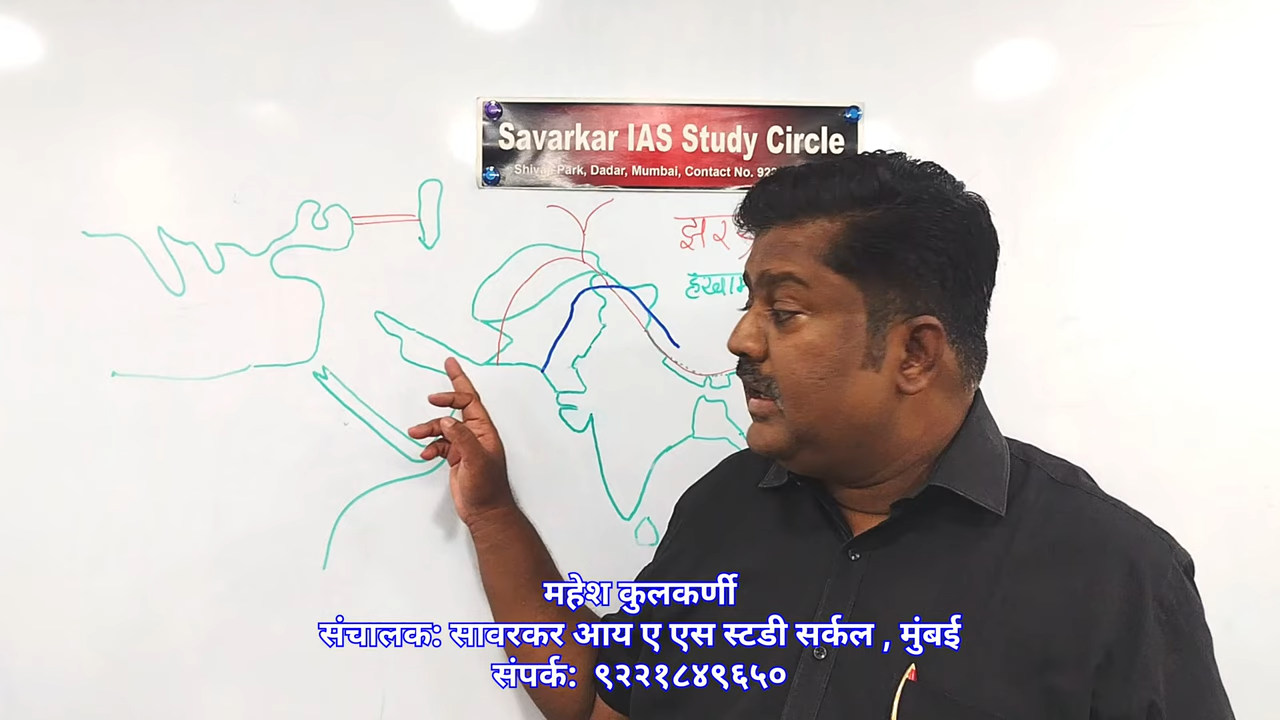 Savarkar IAS Study Circle
Park, Dadar, Mumbai, Contact No.
महेश कुलकर्णी
संचालक: सावरकर आय ए एस स्टडी सर्कल , मुंबई
संपर्क: ९२२१८४९६५०